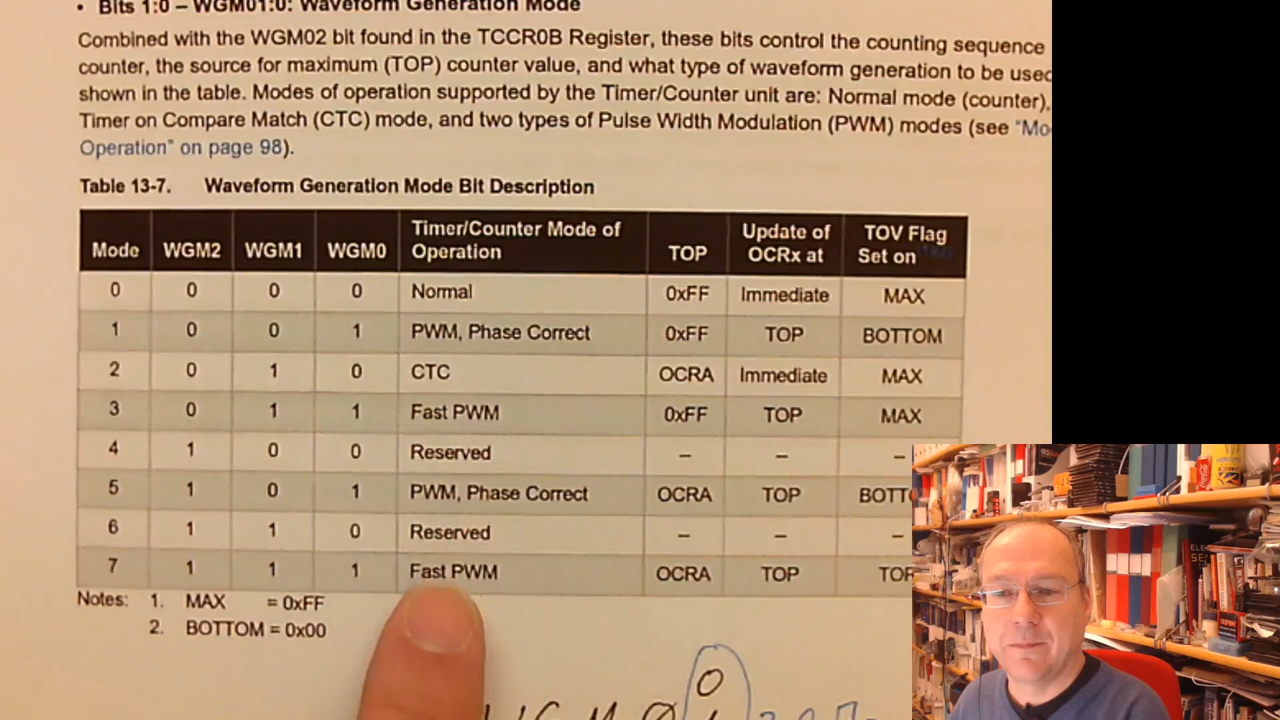 • Bits 1:0 – WGM01:0: Waveform Generation Mode
Combined with the WGM02 bit found in the TCCR0B Register, these bits control the counting sequence
counter, the source for maximum (TOP) counter value, and what type of waveform generation to be used
shown in the table. Modes of operation supported by the Timer/Counter unit are: Normal mode (counter),
Timer on Compare Match (CTC) mode, and two types of Pulse Width Modulation (PWM) modes (see "Mo
Operation" on page 98).
Table 13-7. Waveform Generation Mode Bit Description
Mode WGM2 WGM1 WGM0 Timer/Counter Mode of Operation TOP Update of OCRx at TOV Flag Set on
0 0 0 0 Normal 0xFF Immediate MAX
1 0 0 1 PWM, Phase Correct 0xFF TOP BOTTOM
2 0 1 0 CTC OCRA Immediate MAX
3 0 1 1 Fast PWM 0xFF TOP MAX
4 1 0 0 Reserved – – –
5 1 0 1 PWM, Phase Correct OCRA TOP BOTT
6 1 1 0 Reserved – – –
7 1 1 1 Fast PWM OCRA TOP TOP
Notes: 1. MAX = 0xFF
2. BOTTOM = 0x00
0